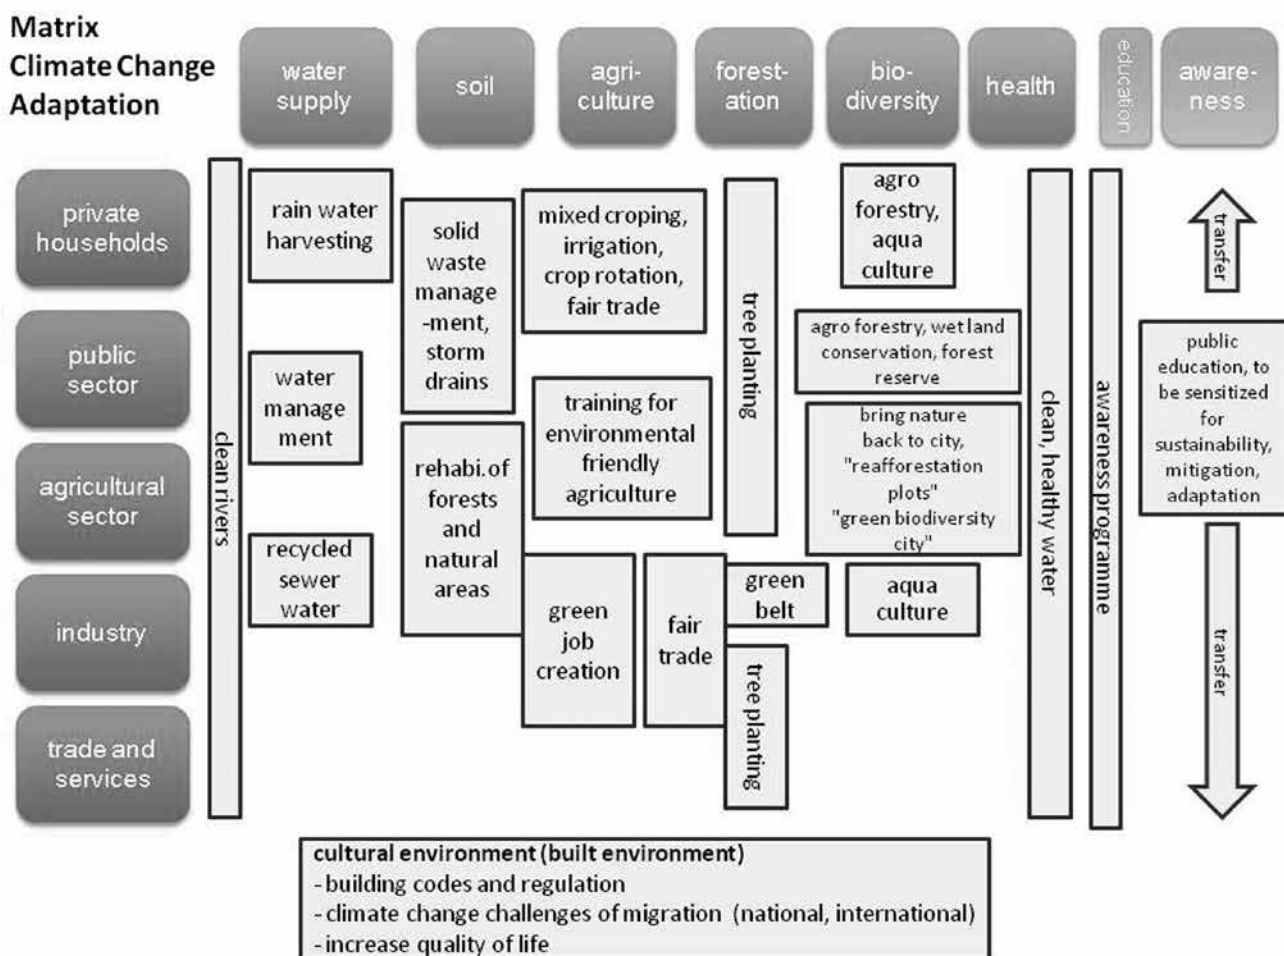 Matrix
Climate Change
Adaptation
water
supply
soil
agri-
culture
forest-
ation
bio-
diversity
health
education
aware-
ness
private
households
public
sector
agricultural
sector
industry
trade and
services
clean rivers
rain water
harvesting
water
manage
ment
recycled
sewer
water
solid
waste
manage
-ment,
storm
drains
rehabi.of
forests
and
natural
areas
mixed croping,
irrigation,
crop rotation,
fair trade
training for
environmental
friendly
agriculture
green
job
creation
fair
trade
tree planting
green
belt
tree planting
agro
forestry,
aqua
culture
agro forestry, wet land
conservation, forest
reserve
bring nature
back to city,
"reafforestation
plots"
"green biodiversity
city"
aqua
culture
clean, healthy water
awareness programme
transfer
public
education, to
be sensitized
for
sustainability,
mitigation,
adaptation
transfer
cultural environment (built environment)
- building codes and regulation
- climate change challenges of migration (national, international)
- increase quality of life